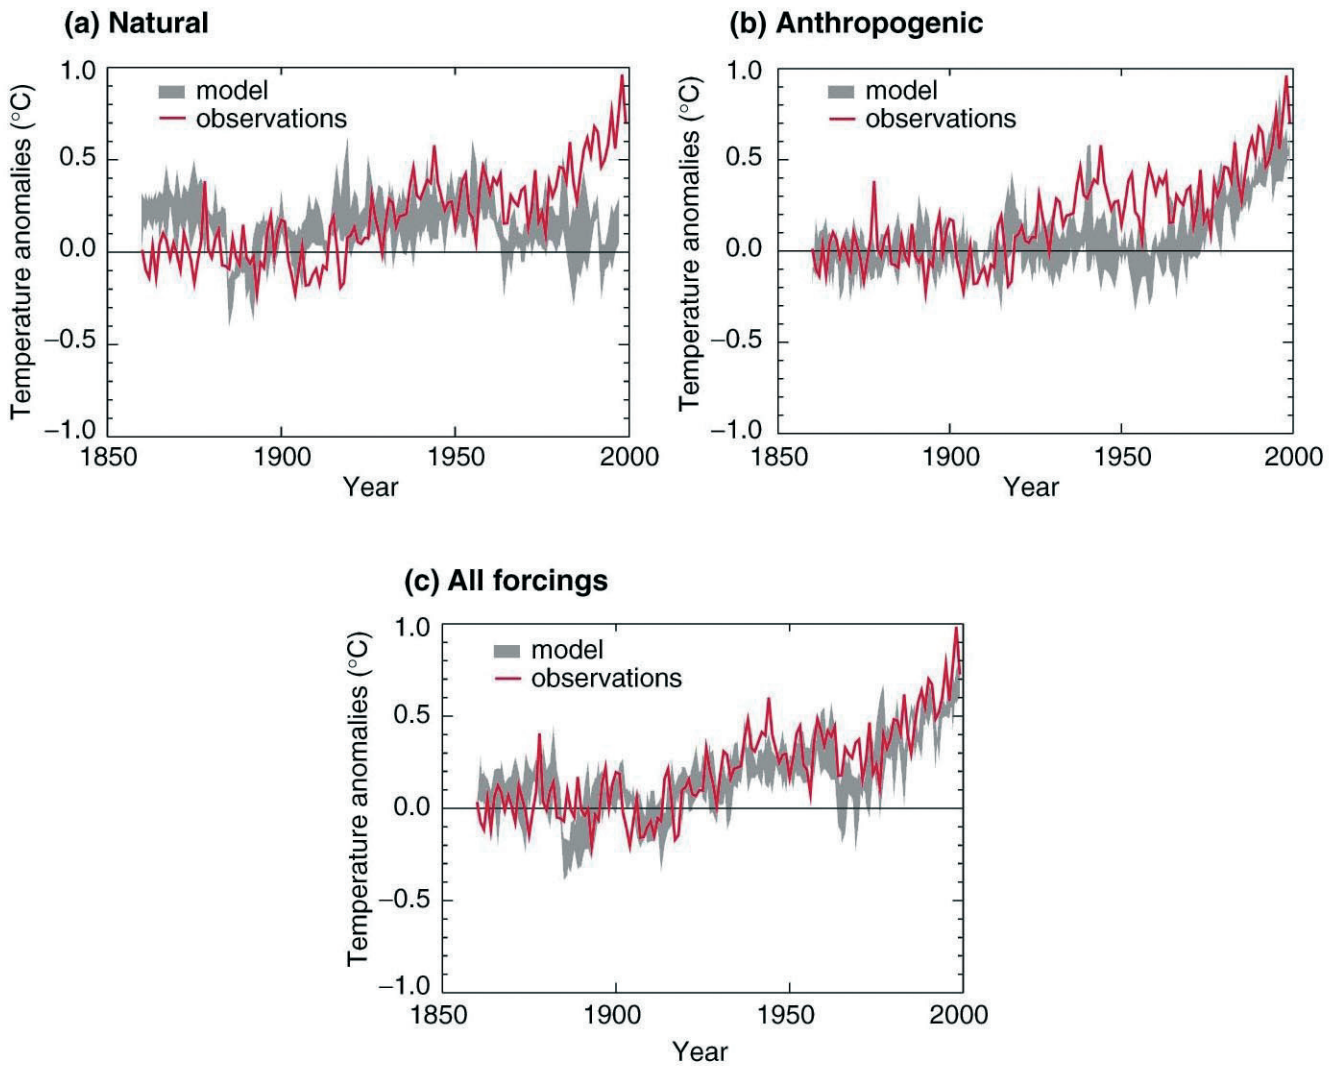 (a) Natural
Temperature anomalies (°C)
1.0
0.5
0.0
−0.5
−1.0
model
observations
1850
1900
1950
2000
Year
(b) Anthropogenic
Temperature anomalies (°C)
1.0
0.5
0.0
−0.5
−1.0
model
observations
1850
1900
1950
2000
Year
(c) All forcings
Temperature anomalies (°C)
1.0
0.5
0.0
−0.5
−1.0
model
observations
1850
1900
1950
2000
Year